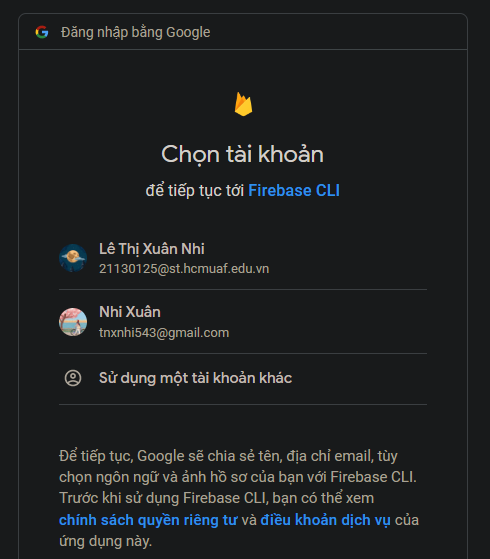 Đăng nhập bằng Google
Chọn tài khoản
để tiếp tục tới Firebase CLI
Lê Thị Xuân Nhi
21130125@st.hcmuaf.edu.vn
Nhi Xuân
tnxnhi543@gmail.com
Sử dụng một tài khoản khác
Để tiếp tục, Google sẽ chia sẻ tên, địa chỉ email, tùy
chọn ngôn ngữ và ảnh hồ sơ của bạn với Firebase CLI.
Trước khi sử dụng Firebase CLI, bạn có thể xem
chính sách quyền riêng tư và điều khoản dịch vụ của
ứng dụng này.